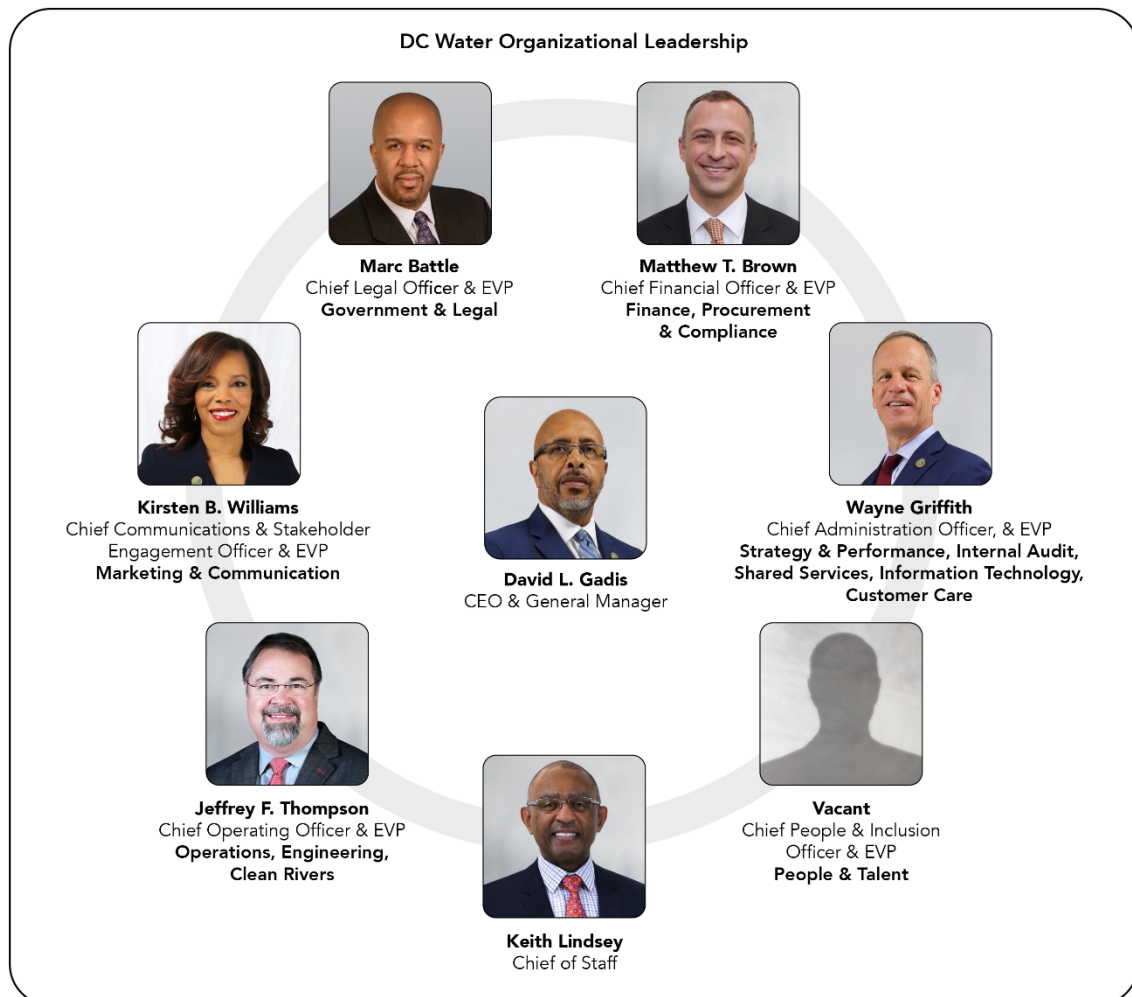 DC Water Organizational Leadership
Marc Battle
Chief Legal Officer & EVP
Government & Legal
Matthew T. Brown
Chief Financial Officer & EVP
Finance, Procurement
& Compliance
Kirsten B. Williams
Chief Communications & Stakeholder
Engagement Officer & EVP
Marketing & Communication
David L. Gadis
CEO & General Manager
Wayne Griffith
Chief Administration Officer, & EVP
Strategy & Performance, Internal Audit,
Shared Services, Information Technology,
Customer Care
Jeffrey F. Thompson
Chief Operating Officer & EVP
Operations, Engineering,
Clean Rivers
Keith Lindsey
Chief of Staff
Vacant
Chief People & Inclusion
Officer & EVP
People & Talent